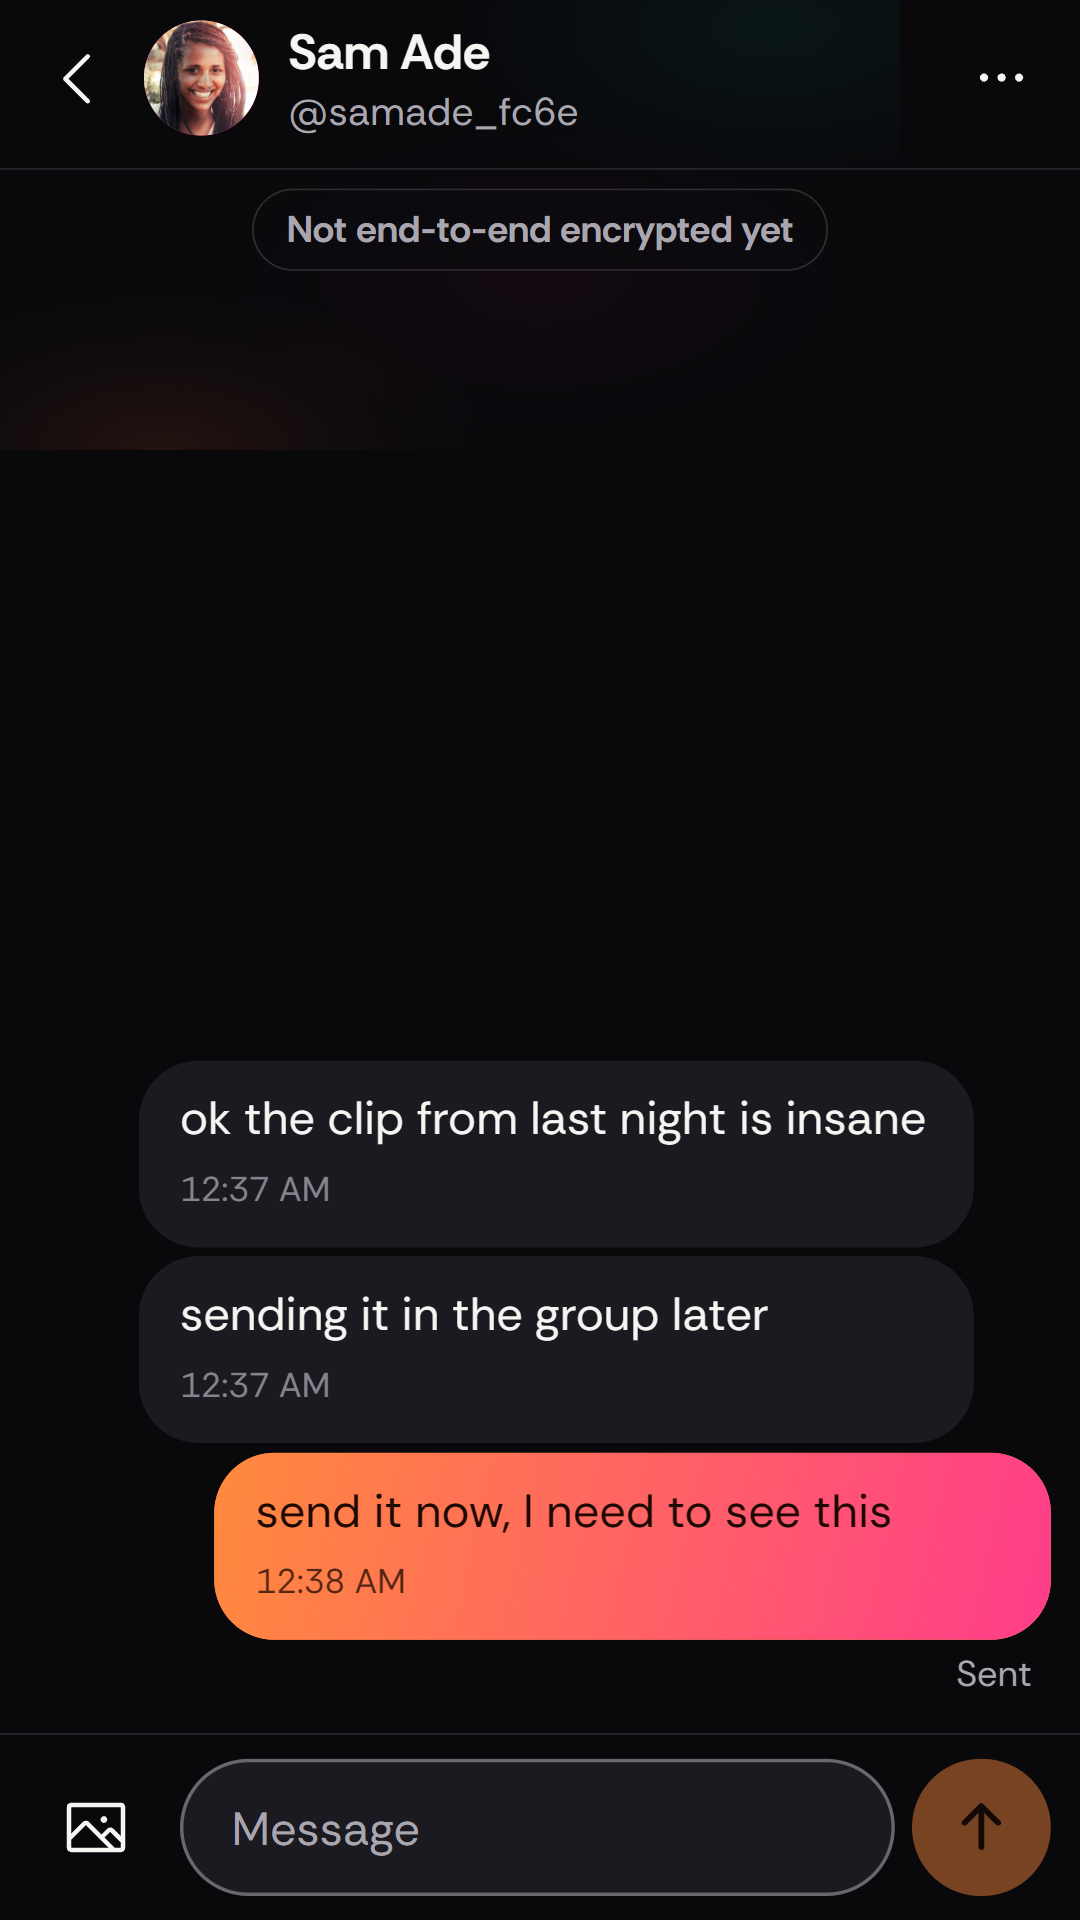 Sam Ade
@samade_fc6e
Not end-to-end encrypted yet
ok the clip from last night is insane
12:37 AM
sending it in the group later
12:37 AM
send it now, I need to see this
12:38 AM
Sent
Message